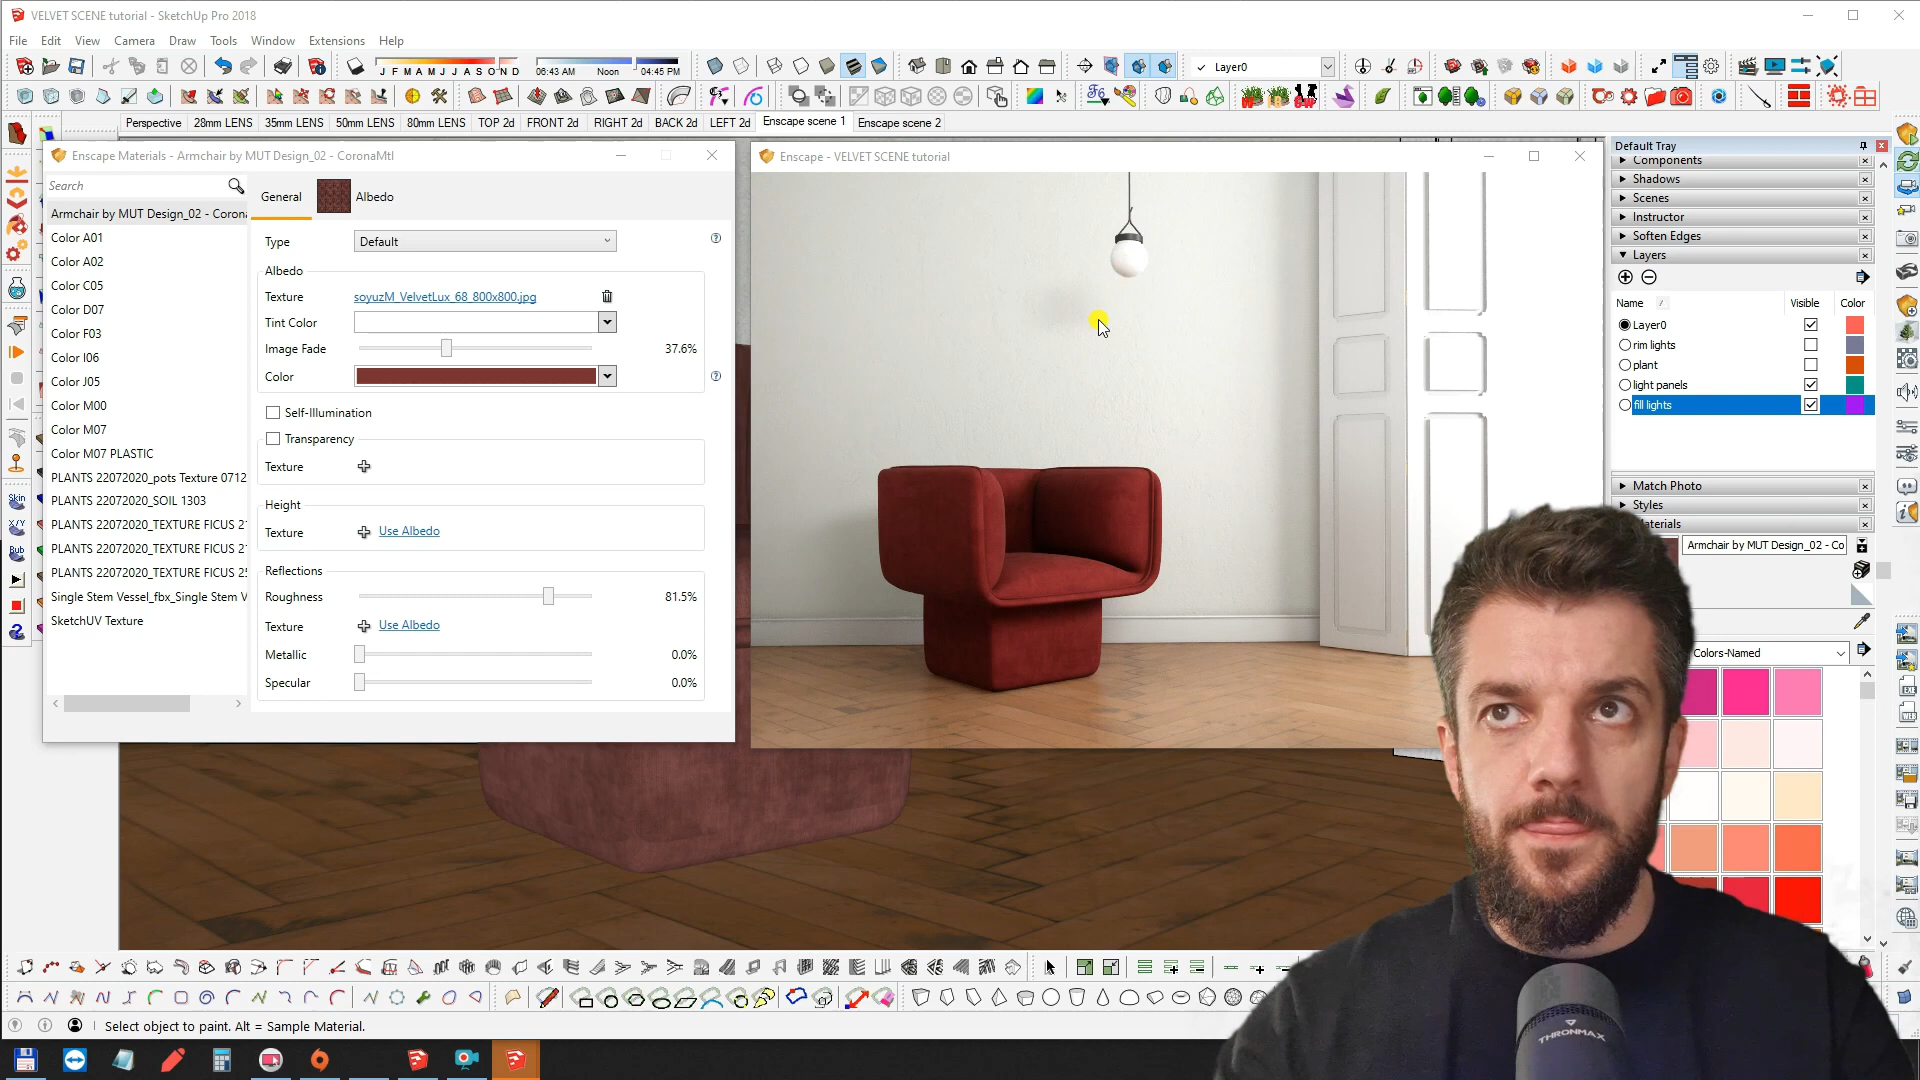 VELVET SCENE tutorial - SketchUp Pro 2018
File Edit View Camera Draw Tools Window Extensions Help
J F M A M J J A S O N D
06:43 AM Noon 04:45 PM
Layer0
Perspective 28mm LENS 35mm LENS 50mm LENS 80mm LENS TOP 2d FRONT 2d RIGHT 2d BACK 2d LEFT 2d Enscape scene 1 Enscape scene 2
Enscape Materials - Armchair by MUT Design_02 - CoronaMtl
Search
Armchair by MUT Design_02 - Corona
Color A01
Color A02
Color C05
Color D07
Color F03
Color I06
Color J05
Color M00
Color M07
Color M07 PLASTIC
PLANTS 22072020_pots Texture 0712
PLANTS 22072020_SOIL 1303
PLANTS 22072020_TEXTURE FICUS 2
PLANTS 22072020_TEXTURE FICUS 2
PLANTS 22072020_TEXTURE FICUS 25
Single Stem Vessel_fbx_Single Stem V
SketchUV Texture
General Albedo
Type Default
Albedo
Texture soyuzM_VelvetLux_68_800x800.jpg
Tint Color
Image Fade 37.6%
Color
Self-Illumination
Transparency
Texture
Height
Texture Use Albedo
Reflections
Roughness 81.5%
Texture Use Albedo
Metallic 0.0%
Specular 0.0%
Enscape - VELVET SCENE tutorial
Default Tray
Components
Shadows
Scenes
Instructor
Soften Edges
Layers
Name Visible Color
Layer0
rim lights
plant
light panels
fill lights
Match Photo
Styles
aterials
Armchair by MUT Design_02 - Co
Colors-Named
Skin
X/Y
Bub
THRONMAX
Select object to paint. Alt = Sample Material.